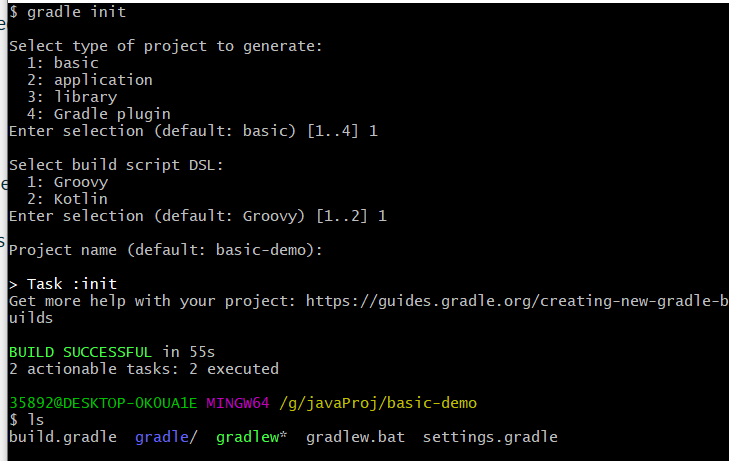 $ gradle init
Select type of project to generate:
1: basic
2: application
3: library
4: Gradle plugin
Enter selection (default: basic) [1..4] 1
Select build script DSL:
1: Groovy
2: Kotlin
Enter selection (default: Groovy) [1..2] 1
Project name (default: basic-demo):
> Task :init
Get more help with your project: https://guides.gradle.org/creating-new-gradle-b
uilds
BUILD SUCCESSFUL in 55s
2 actionable tasks: 2 executed
35892@DESKTOP-OKOUA1E MINGW64 /g/javaProj/basic-demo
$ ls
build.gradle  gradle/  gradlew*  gradlew.bat  settings.gradle